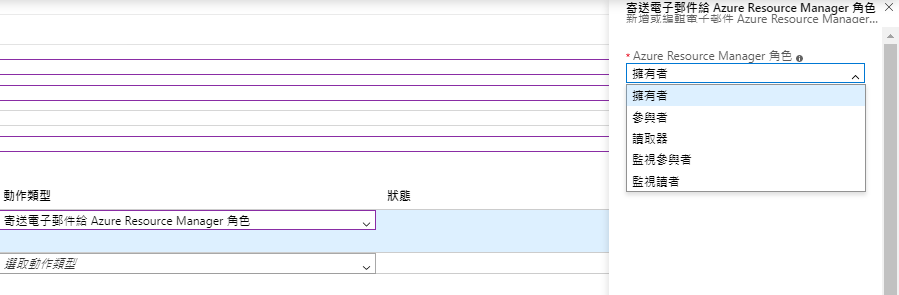 寄送電子郵件給 Azure Resource Manager 角色
新增或編輯電子郵件 Azure Resource Manager...
* Azure Resource Manager 角色
擁有者
擁有者
參與者
讀取器
監視參與者
監視讀者
動作類型 狀態
寄送電子郵件給 Azure Resource Manager 角色
選取動作類型